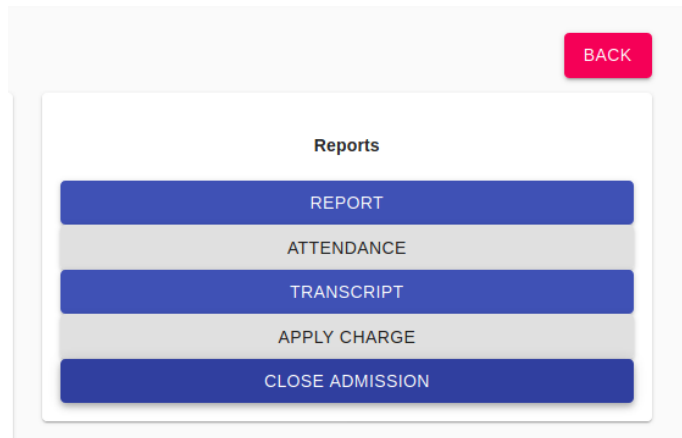 BACK
Reports
REPORT
ATTENDANCE
TRANSCRIPT
APPLY CHARGE
CLOSE ADMISSION